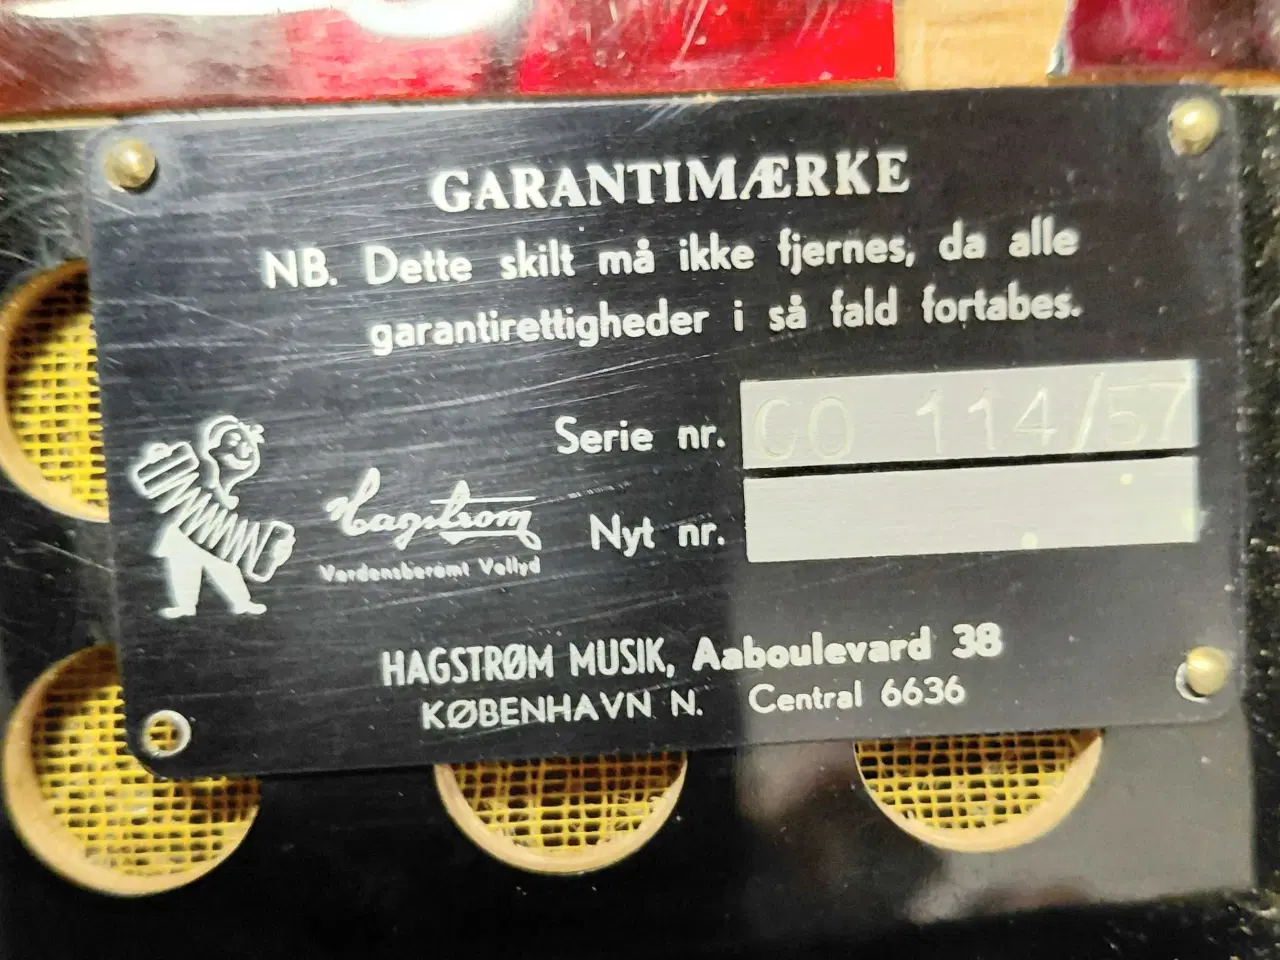 GARANTIMÆRKE
NB. Dette skilt må ikke fjernes, da alle
garantirettigheder i så fald fortabes.
Serie nr. CO 114/57
Nyt nr.
Hagstrom
Verdensberømt Vellyd
HAGSTRØM MUSIK, Aaboulevard 38
KØBENHAVN N. Central 6636